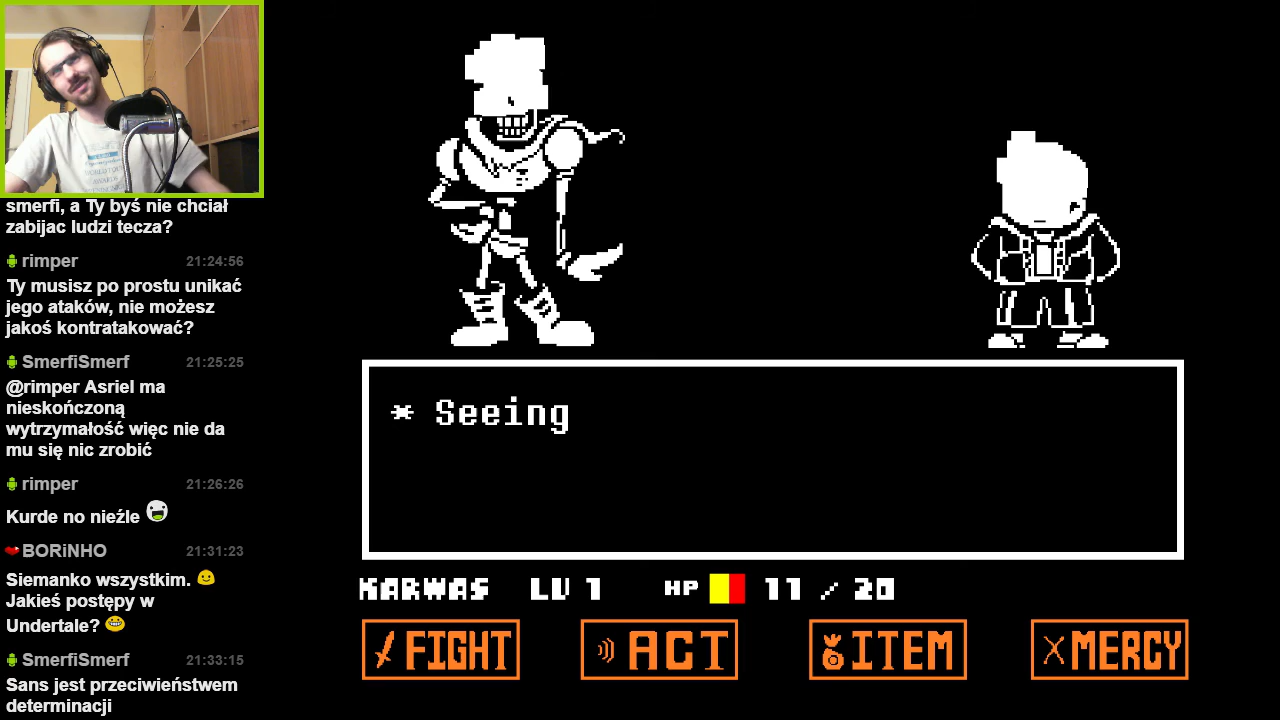 smerfi, a Ty byś nie chciał
zabijac ludzi tecza?
rimper 21:24:56
Ty musisz po prostu unikać
jego ataków, nie możesz
jakoś kontratakować?
SmerfiSmerf 21:25:25
@rimper Asriel ma
nieskończoną
wytrzymałość więc nie da
mu się nic zrobić
rimper 21:26:26
Kurde no nieźle
BORiNHO 21:31:23
Siemanko wszystkim.
Jakieś postępy w
Undertale?
SmerfiSmerf 21:33:15
Sans jest przeciwieństwem
determinacji
* Seeing
KARWAS LV 1 HP 11 / 20
FIGHT ACT ITEM MERCY